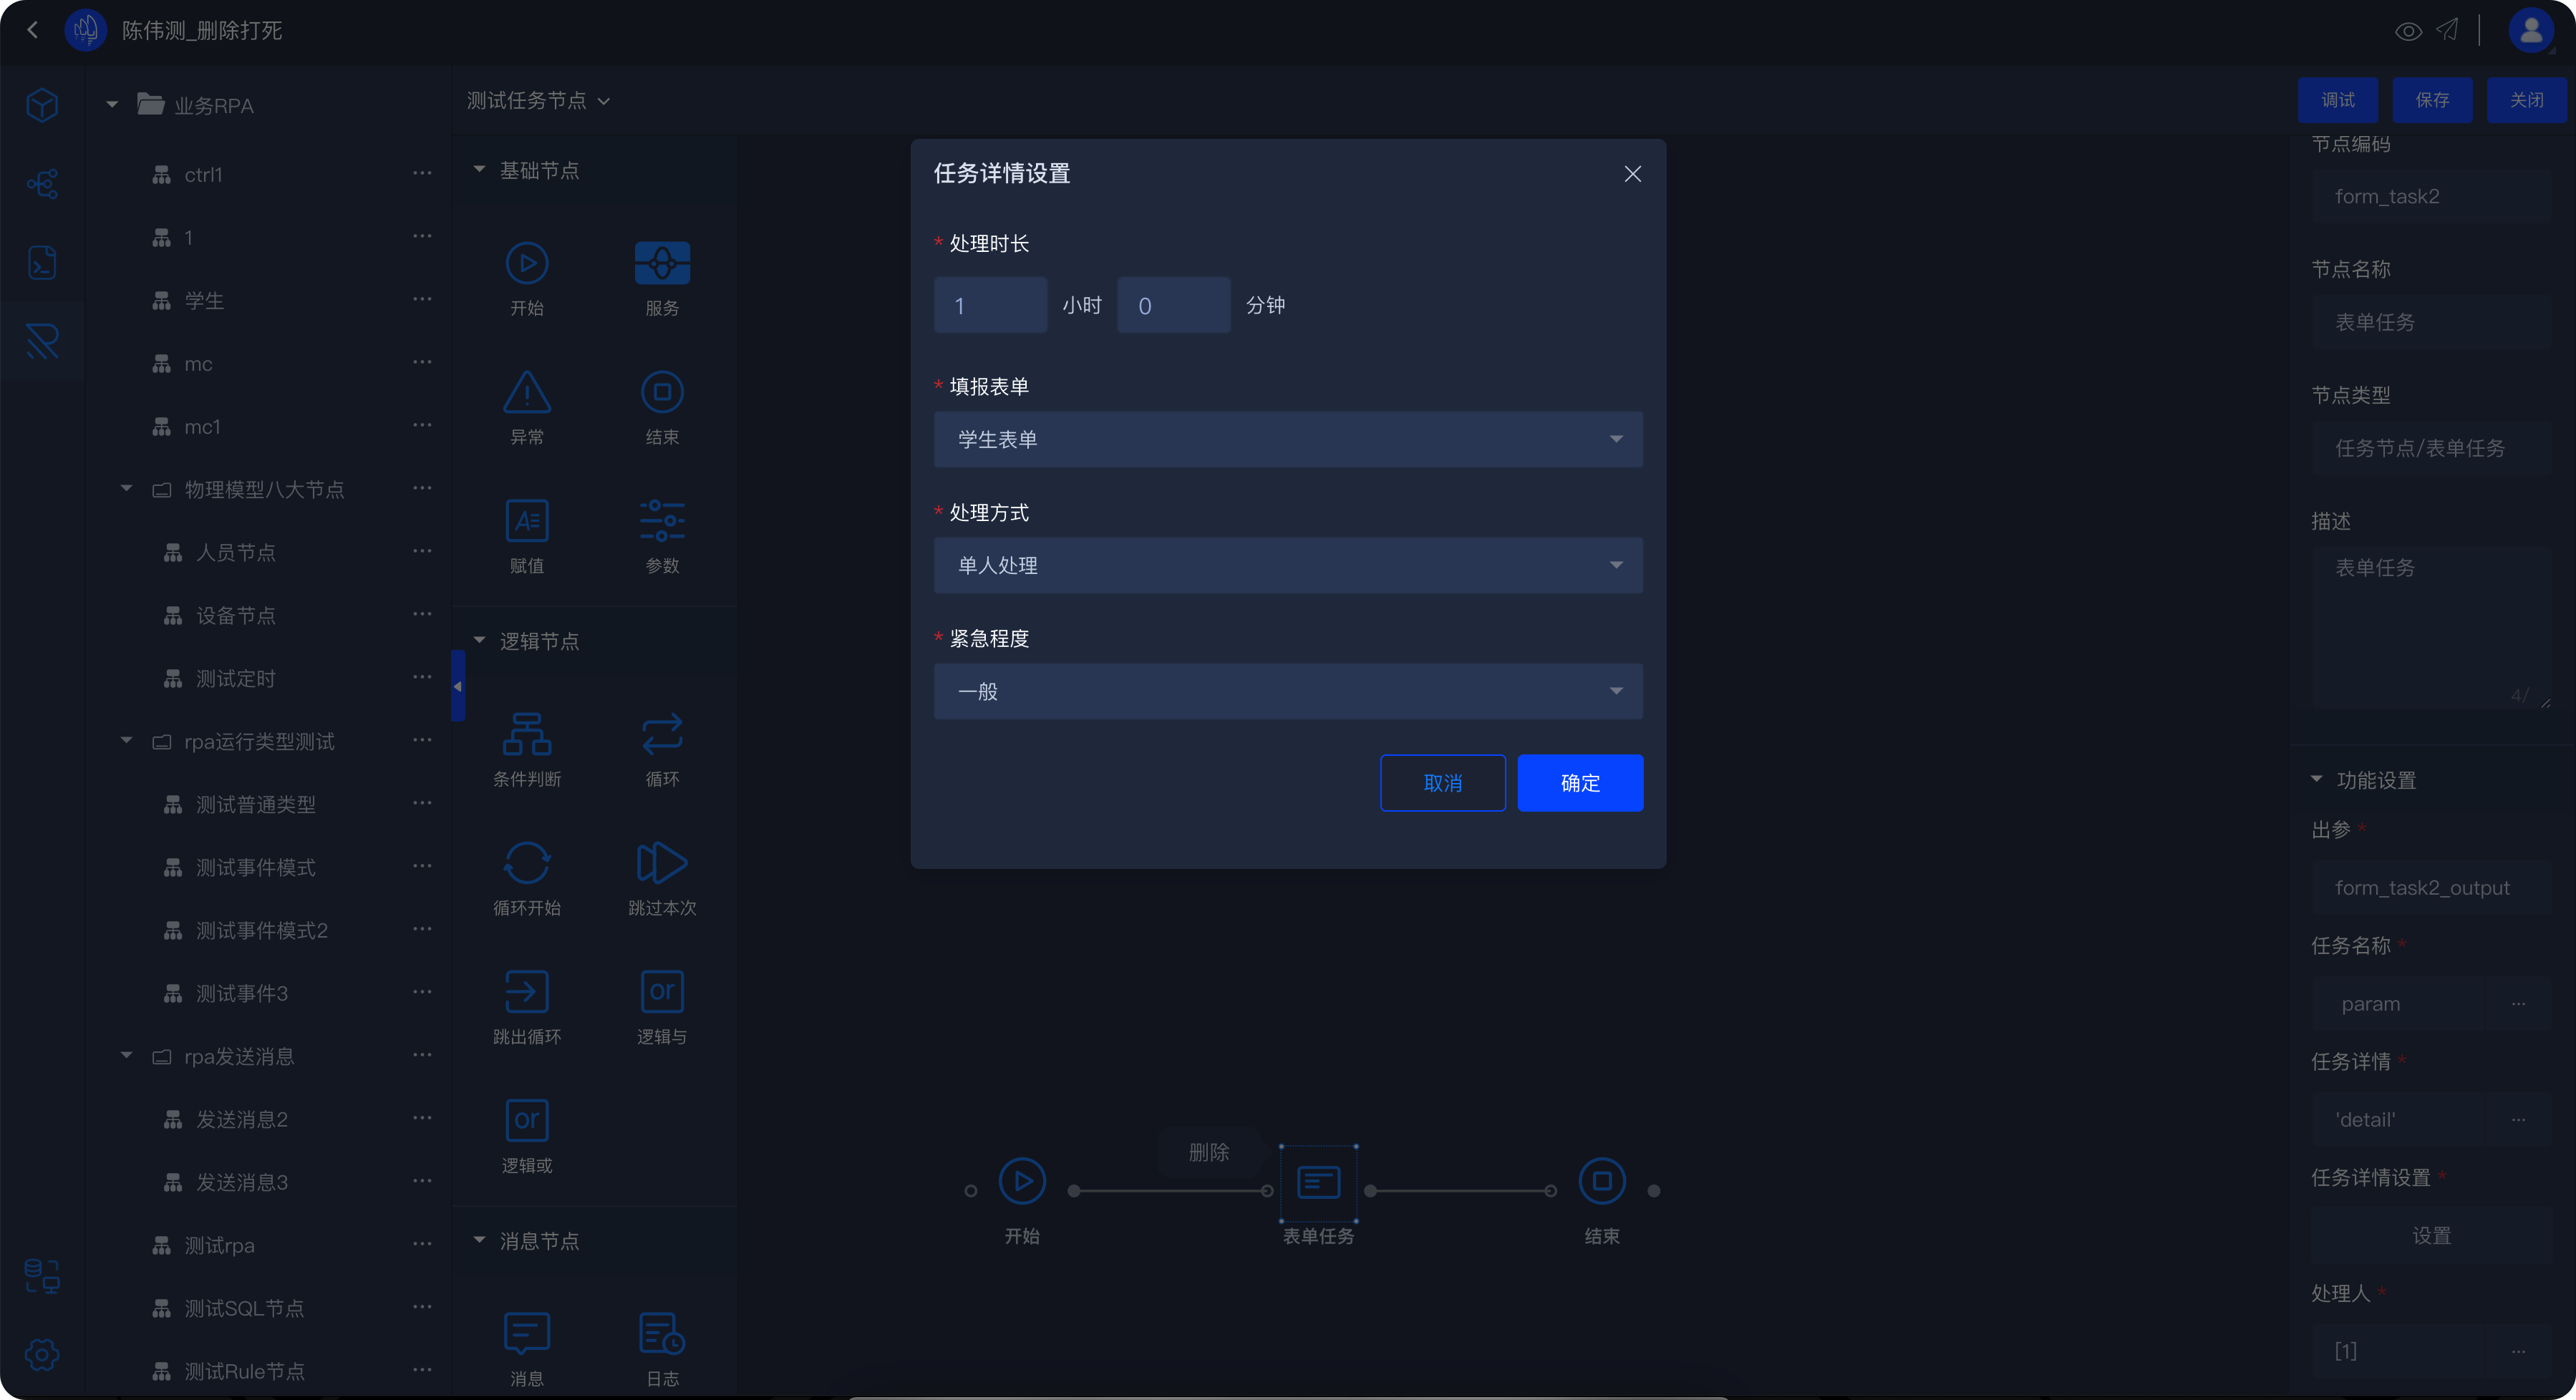 陈伟测_删除打死
业务RPA
ctrl1
1
学生
mc
mc1
物理模型八大节点
人员节点
设备节点
测试定时
rpa运行类型测试
测试普通类型
测试事件模式
测试事件模式2
测试事件3
rpa发送消息
发送消息2
发送消息3
测试rpa
测试SQL节点
测试Rule节点
测试任务节点
调试 保存 关闭
基础节点
开始 服务
异常 结束
赋值 参数
逻辑节点
条件判断 循环
循环开始 跳过本次
跳出循环 逻辑与
or
逻辑或
or
消息节点
消息 日志
任务详情设置
* 处理时长
1 小时 0 分钟
* 填报表单
学生表单
* 处理方式
单人处理
* 紧急程度
一般
取消 确定
删除
开始 表单任务 结束
节点编码
form_task2
节点名称
表单任务
节点类型
任务节点/表单任务
描述
表单任务
4/
功能设置
出参 *
form_task2_output
任务名称 *
param ...
任务详情 *
'detail' ...
任务详情设置 *
设置
处理人 *
[1] ...